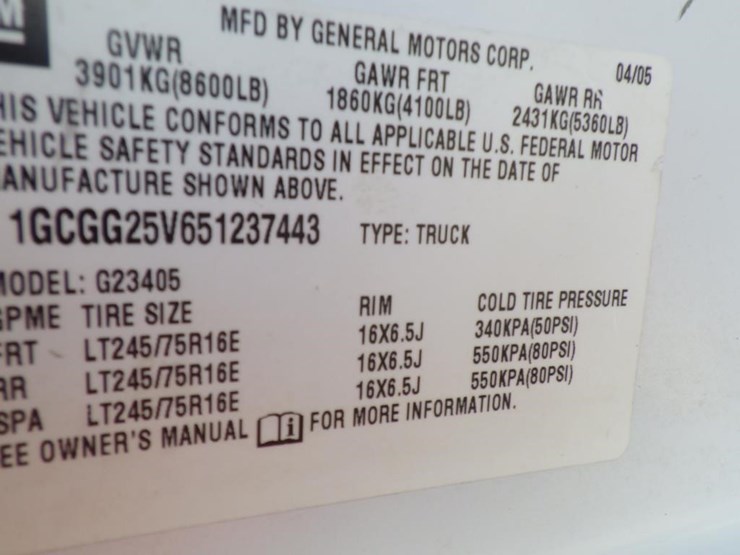 M
MFD BY GENERAL MOTORS CORP.
04/05
GVWR GAWR FRT GAWR RR
3901KG(8600LB) 1860KG(4100LB) 2431KG(5360LB)
HIS VEHICLE CONFORMS TO ALL APPLICABLE U.S. FEDERAL MOTOR
EHICLE SAFETY STANDARDS IN EFFECT ON THE DATE OF
ANUFACTURE SHOWN ABOVE.
1GCGG25V651237443 TYPE: TRUCK
MODEL: G23405
GPME TIRE SIZE RIM COLD TIRE PRESSURE
FRT LT245/75R16E 16X6.5J 340KPA(50PSI)
RR LT245/75R16E 16X6.5J 550KPA(80PSI)
SPA LT245/75R16E 16X6.5J 550KPA(80PSI)
EE OWNER'S MANUAL i FOR MORE INFORMATION.